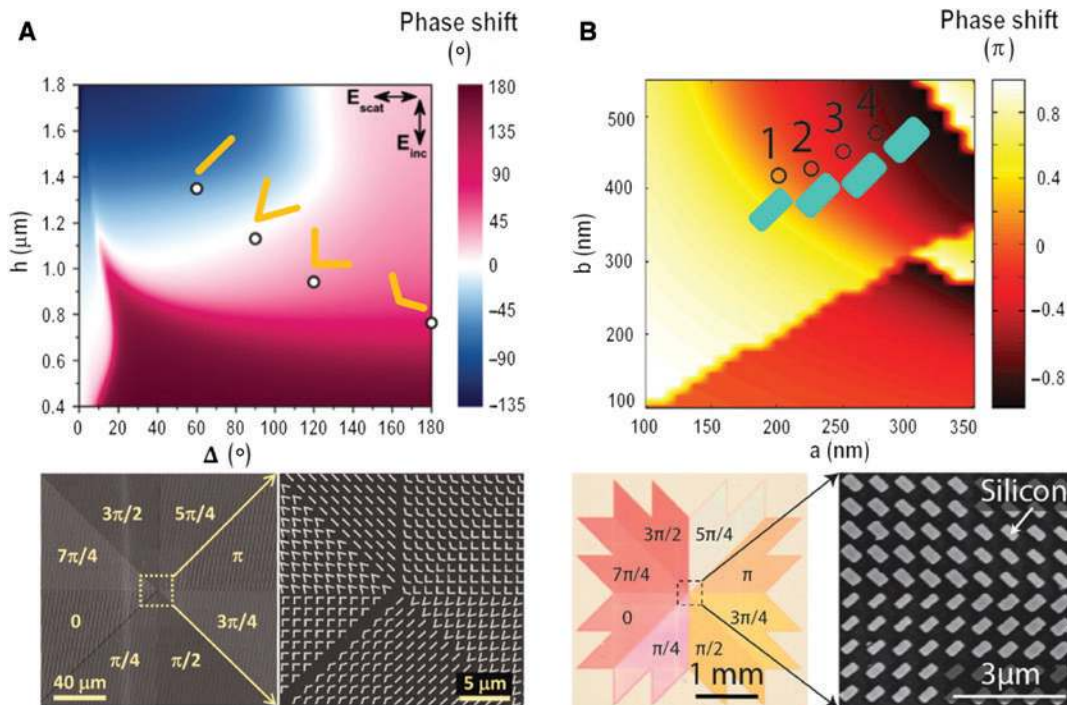 A
Phase shift
(°)
1.8
1.6
1.4
1.2
1.0
0.8
0.6
0.4
h (μm)
0 20 40 60 80 100 120 140 160 180
Δ (°)
E scat
E inc
180
135
90
45
0
−45
−90
−135
B
Phase shift
(π)
500
400
300
200
100
b (nm)
1 2 3 4
100 200 300 350
a (nm)
0.8
0.4
0
−0.4
−0.8
3π/2 5π/4
7π/4 π
0 3π/4
π/4 π/2
40 μm
5 μm
3π/2 5π/4
7π/4 π
0 3π/4
π/4 π/2
1 mm
Silicon
3μm